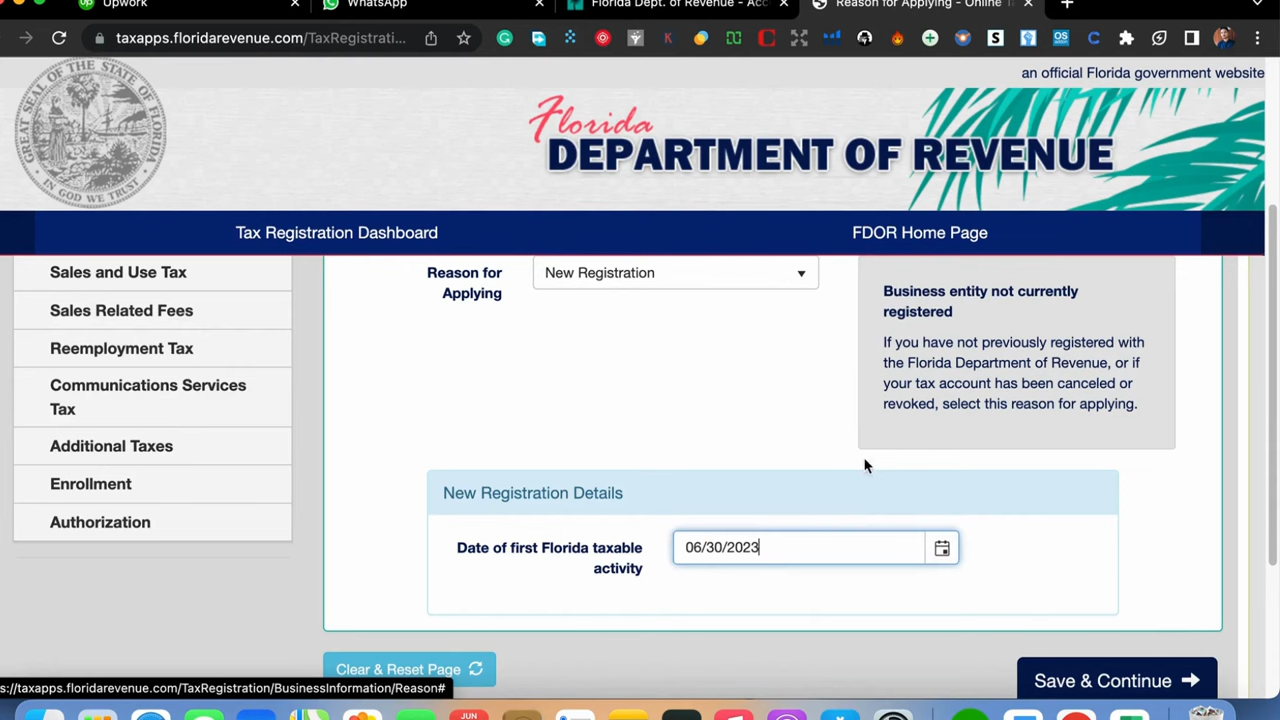 Upwork
WhatsApp
Florida Dept. of Revenue - Acc
Reason for Applying - Online T
taxapps.floridarevenue.com/TaxRegistrati...
an official Florida government website
Florida
DEPARTMENT OF REVENUE
Tax Registration Dashboard
FDOR Home Page
Sales and Use Tax
Sales Related Fees
Reemployment Tax
Communications Services
Tax
Additional Taxes
Enrollment
Authorization
Reason for
Applying
New Registration
Business entity not currently
registered
If you have not previously registered with
the Florida Department of Revenue, or if
your tax account has been canceled or
revoked, select this reason for applying.
New Registration Details
Date of first Florida taxable
activity
06/30/2023
Clear & Reset Page
Save & Continue
s://taxapps.floridarevenue.com/TaxRegistration/BusinessInformation/Reason#
JUN